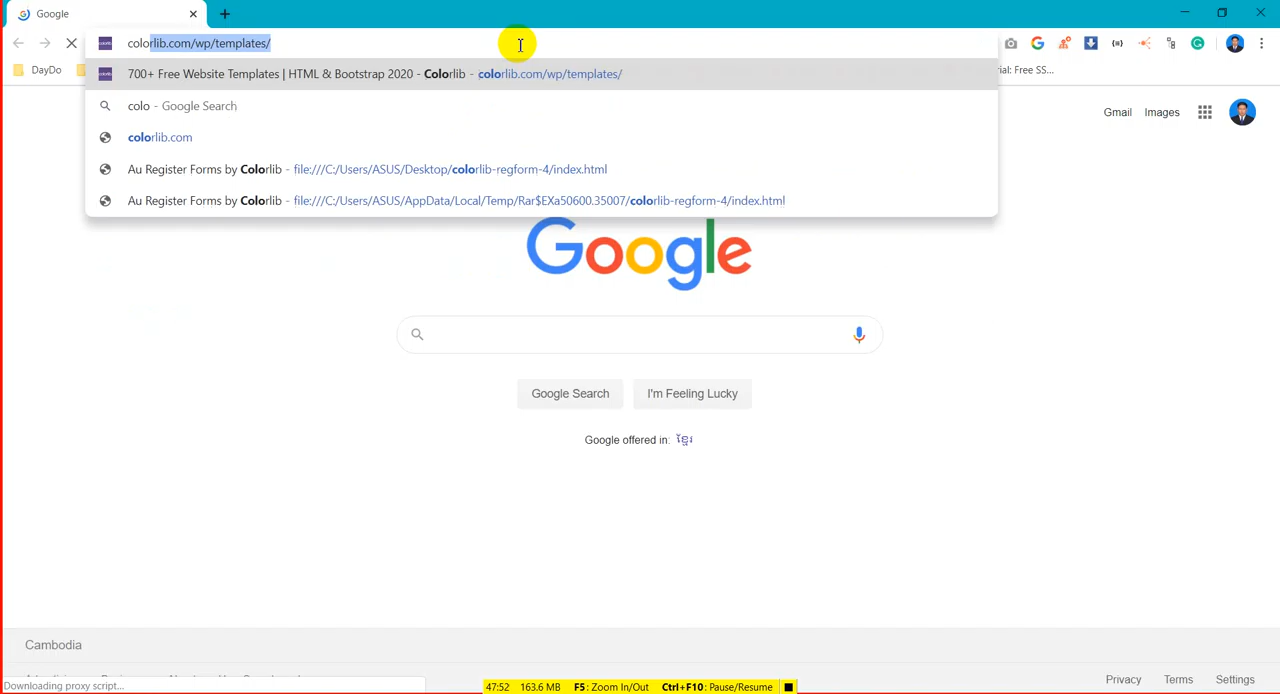 Google
colorlib.com/wp/templates/
700+ Free Website Templates | HTML & Bootstrap 2020 - Colorlib - colorlib.com/wp/templates/
colo - Google Search
colorlib.com
Au Register Forms by Colorlib - file:///C:/Users/ASUS/Desktop/colorlib-regform-4/index.html
Au Register Forms by Colorlib - file:///C:/Users/ASUS/AppData/Local/Temp/Rar$EXa50600.35007/colorlib-regform-4/index.html
DayDo
ial: Free SS...
Gmail Images
Google
Google Search I'm Feeling Lucky
Google offered in: ខ្មែរ
Cambodia
Privacy Terms Settings
Downloading proxy script...
47:52 163.6 MB F5: Zoom In/Out Ctrl+F10: Pause/Resume